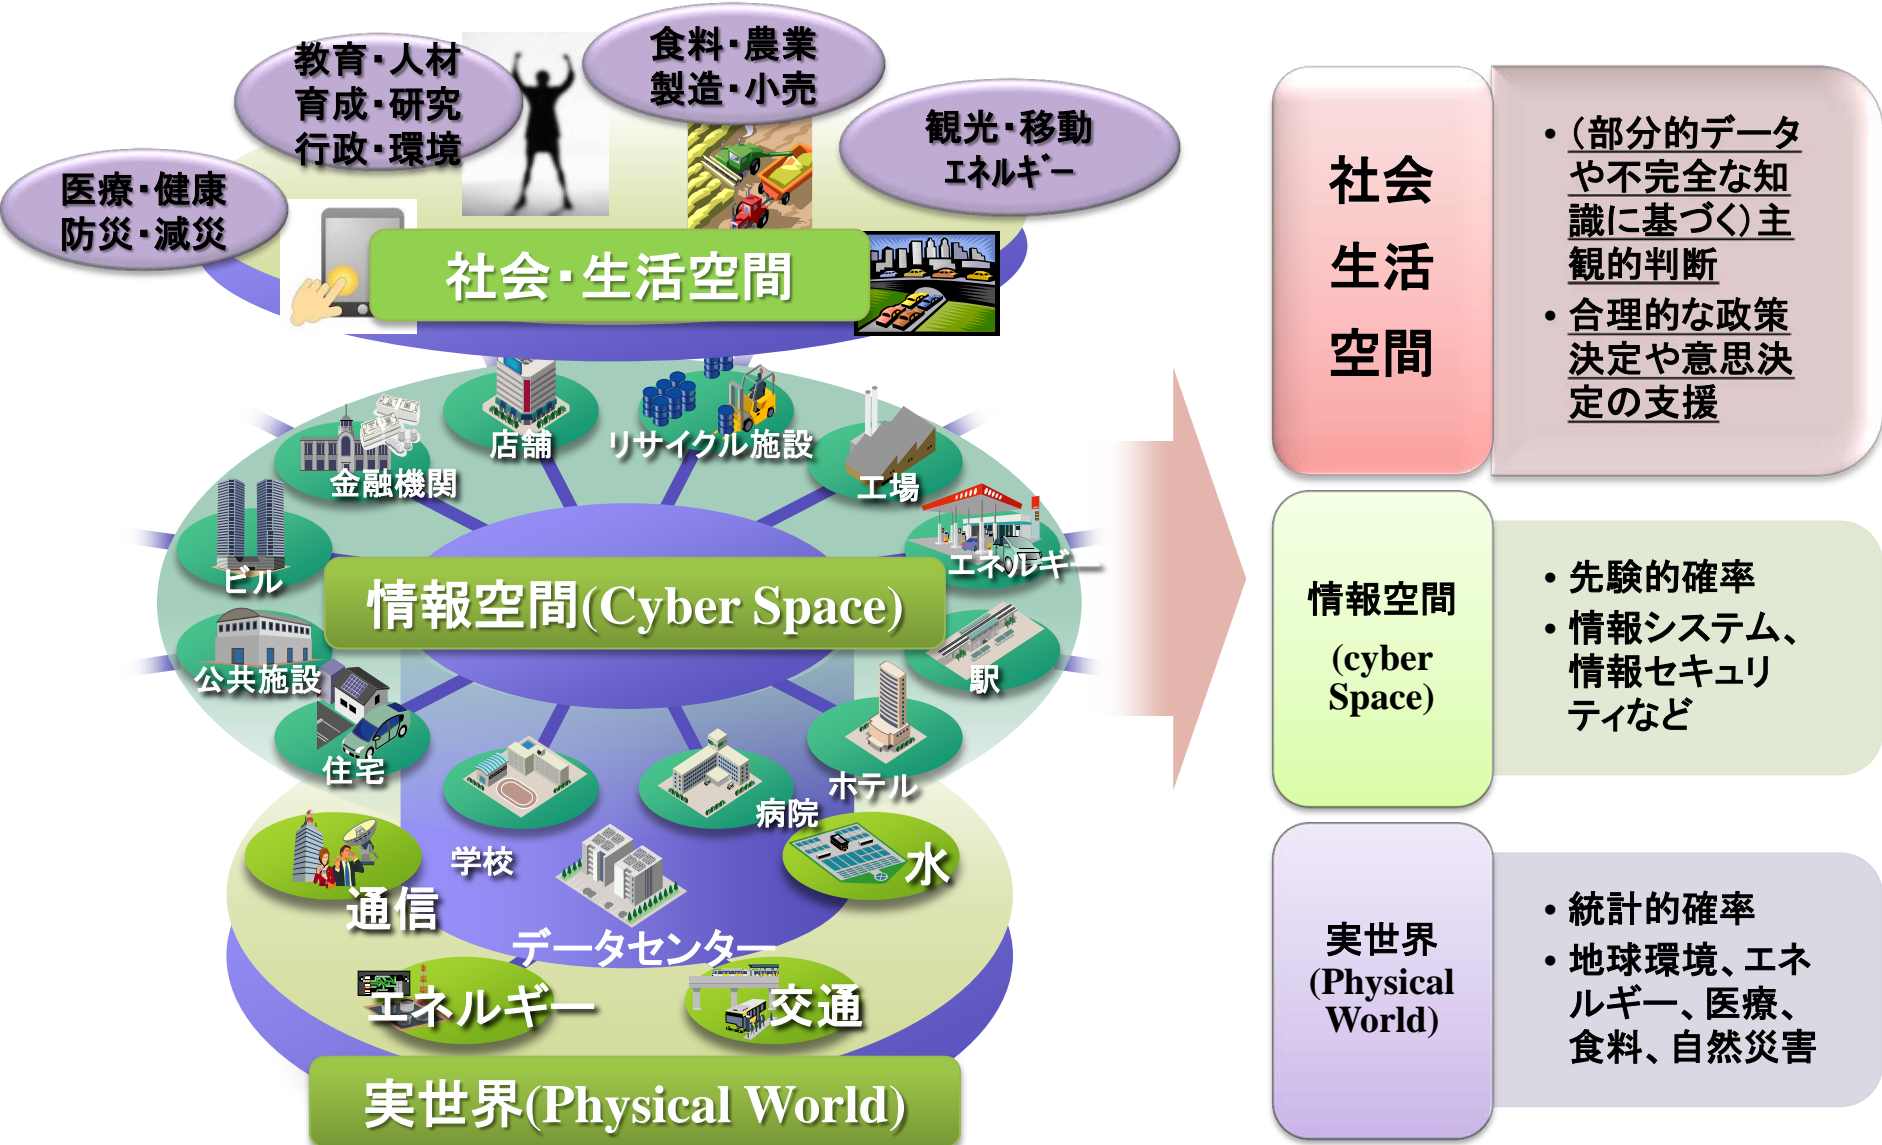 教育・人材
育成・研究
行政・環境
食料・農業
製造・小売
観光・移動
エネルギー
医療・健康
防災・減災
社会・生活空間
店舗
リサイクル施設
金融機関
工場
ビル
エネルギー
情報空間(Cyber Space)
公共施設
駅
住宅
ホテル
病院
学校
水
通信
データセンター
エネルギー
交通
実世界(Physical World)
社会
生活
空間
・(部分的データ
や不完全な知
識に基づく)主
観的判断
・合理的な政策
決定や意思決
定の支援
情報空間
(cyber
Space)
・先験的確率
・情報システム、
情報セキュリ
ティなど
実世界
(Physical
World)
・統計的確率
・地球環境、エネ
ルギー、医療、
食料、自然災害